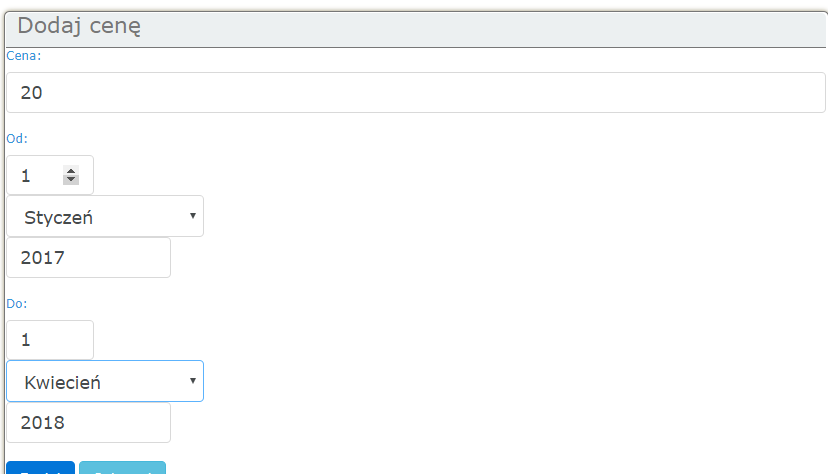 Dodaj cenę
Cena:
20
Od:
1
Styczeń
2017
Do:
1
Kwiecień
2018